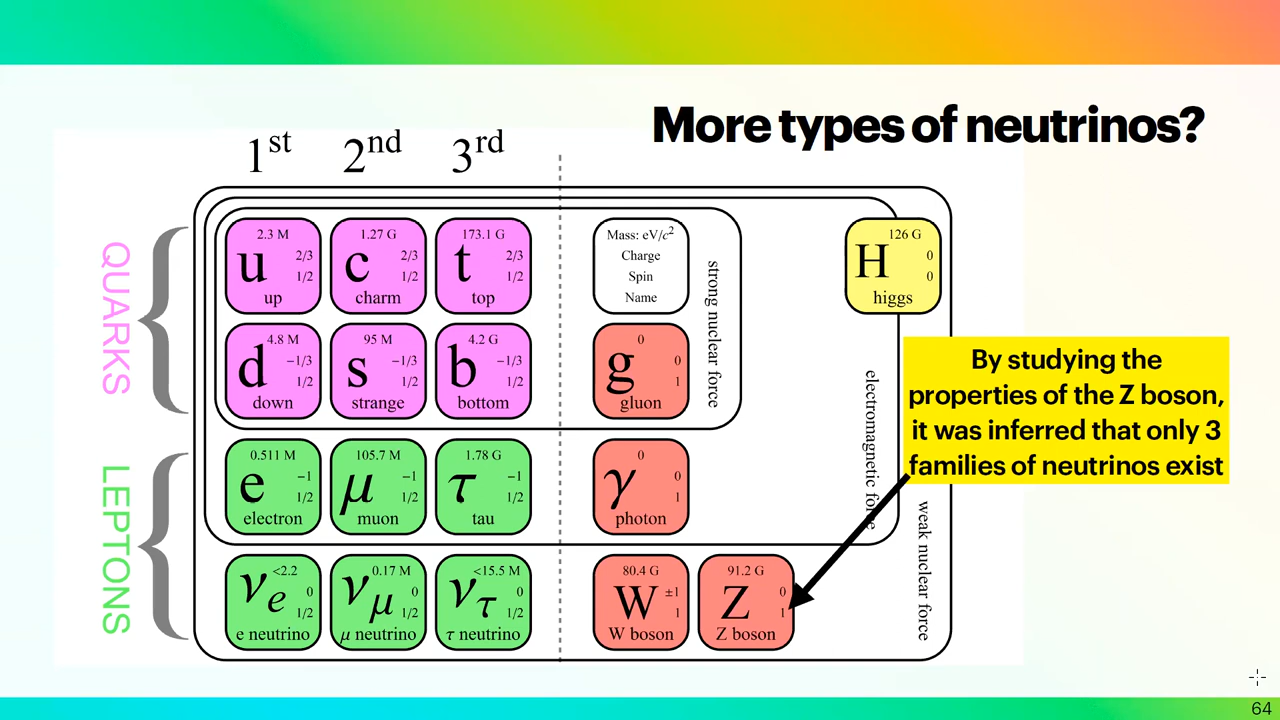 More types of neutrinos?
1st 2nd 3rd
QUARKS
LEPTONS
2.3 M
u
2/3
1/2
up
1.27 G
c
2/3
1/2
charm
173.1 G
t
2/3
1/2
top
Mass: eV/c²
Charge
Spin
Name
126 G
H
0
0
higgs
4.8 M
d
−1/3
1/2
down
95 M
s
−1/3
1/2
strange
4.2 G
b
−1/3
1/2
bottom
0
g
0
1
gluon
strong nuclear force
0.511 M
e
−1
1/2
electron
105.7 M
μ
−1
1/2
muon
1.78 G
τ
−1
1/2
tau
0
γ
0
1
photon
electromagnetic force
<2.2
νe
0
1/2
e neutrino
0.17 M
νμ
0
1/2
μ neutrino
<15.5 M
ντ
0
1/2
τ neutrino
80.4 G
W
±1
1
W boson
91.2 G
Z
0
1
Z boson
weak nuclear force
By studying the
properties of the Z boson,
it was inferred that only 3
families of neutrinos exist
64